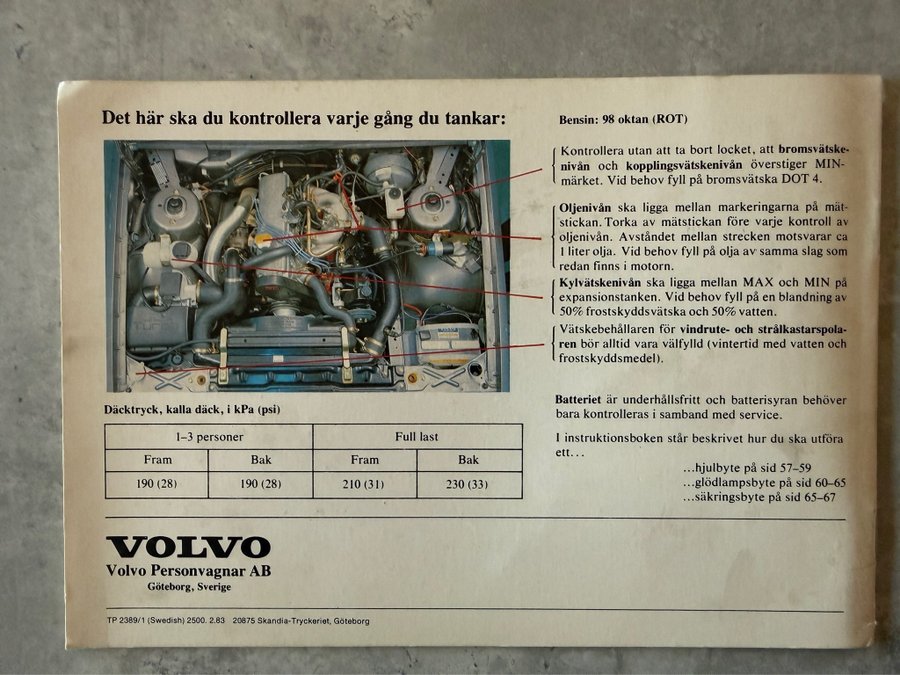 Det här ska du kontrollera varje gång du tankar:
Bensin: 98 oktan (ROT)
Kontrollera utan att ta bort locket, att bromsvätske-
nivån och kopplingsvätskenivån överstiger MIN-
märket. Vid behov fyll på bromsvätska DOT 4.
Oljenivån ska ligga mellan markeringarna på mät-
stickan. Torka av mätstickan före varje kontroll av
oljenivån. Avståndet mellan strecken motsvarar ca
1 liter olja. Vid behov fyll på olja av samma slag som
redan finns i motorn.
Kylvätskenivån ska ligga mellan MAX och MIN på
expansionstanken. Vid behov fyll på en blandning av
50% frostskyddsvätska och 50% vatten.
Vätskebehållaren för vindrute- och strålkastarspola-
ren bör alltid vara välfylld (vintertid med vatten och
frostskyddsmedel).
TURBO
Batteriet är underhållsfritt och batterisyran behöver
bara kontrolleras i samband med service.
I instruktionsboken står beskrivet hur du ska utföra
ett...
...hjulbyte på sid 57–59
...glödlampsbyte på sid 60–65
...säkringsbyte på sid 65–67
Däcktryck, kalla däck, i kPa (psi)
1–3 personer Full last
Fram Bak Fram Bak
190 (28) 190 (28) 210 (31) 230 (33)
VOLVO
Volvo Personvagnar AB
Göteborg, Sverige
TP 2389/1 (Swedish) 2500. 2.83 20875 Skandia-Tryckeriet, Göteborg